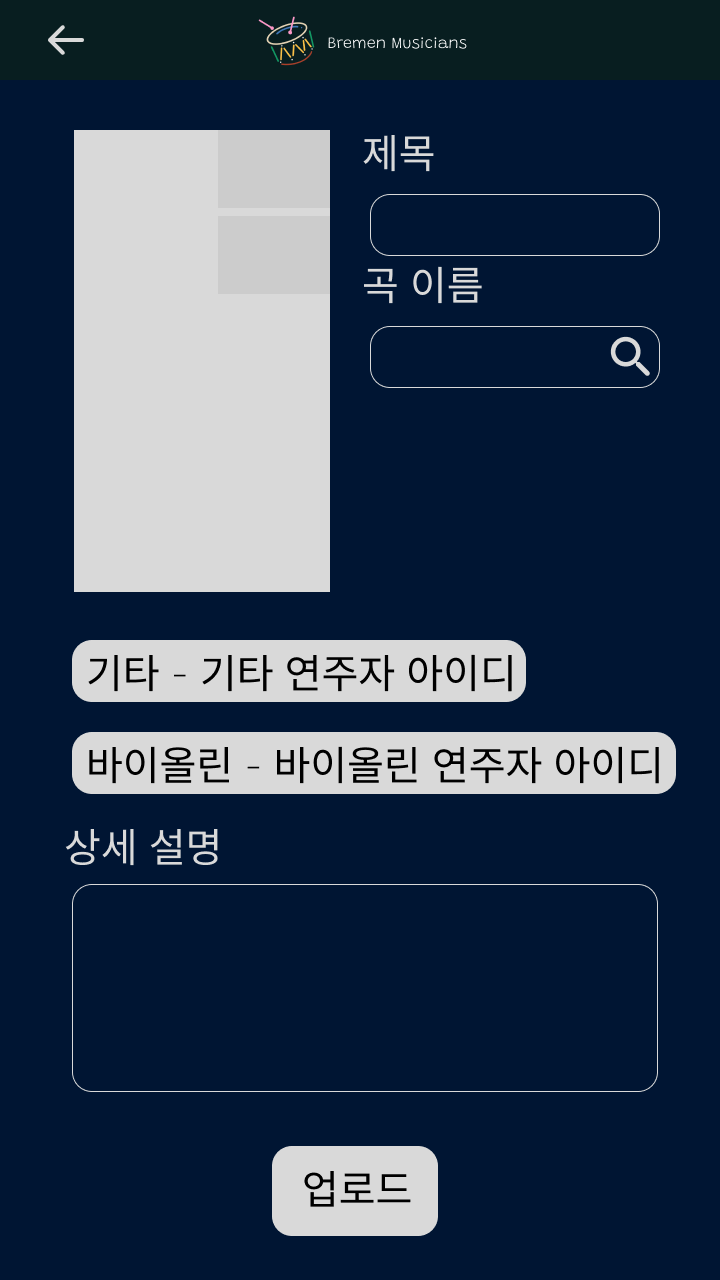 Bremen Musicians
제목
곡 이름
기타 - 기타 연주자 아이디
바이올린 - 바이올린 연주자 아이디
상세 설명
업로드